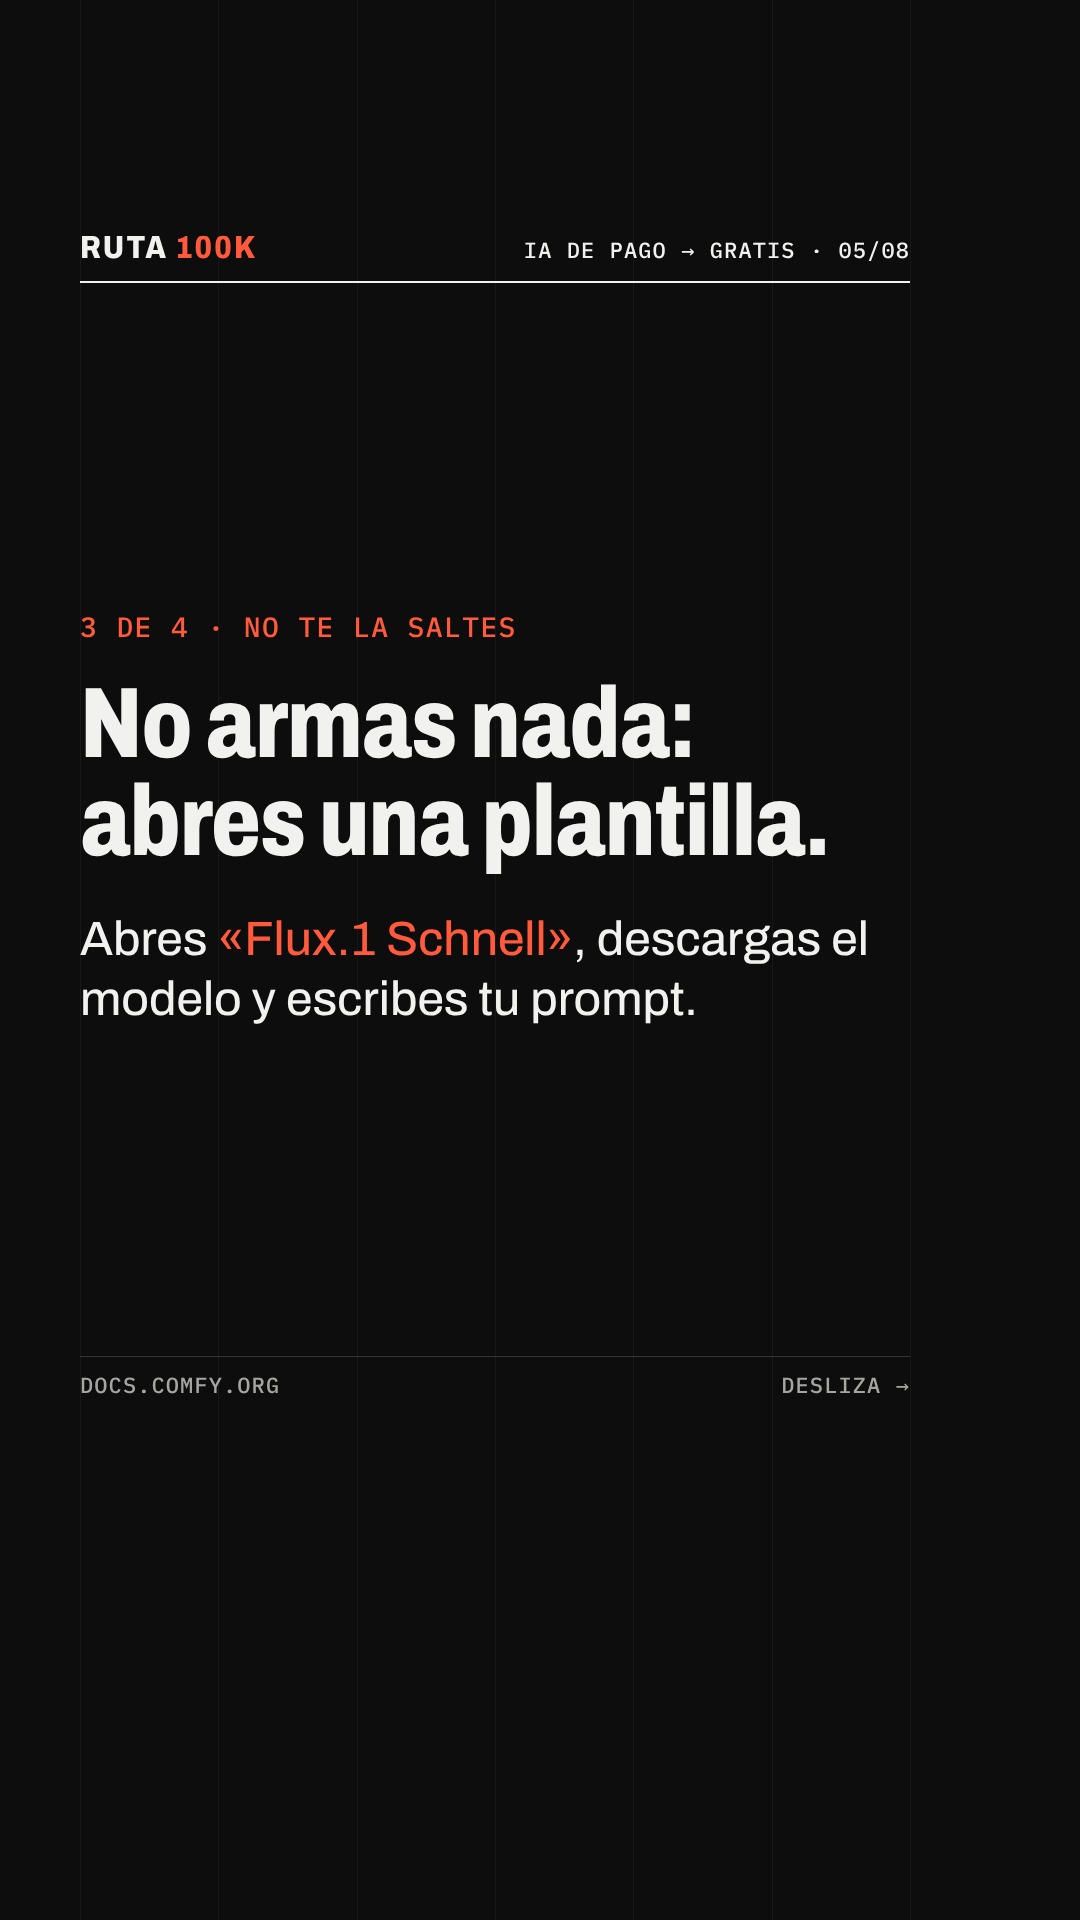 RUTA 100K
IA DE PAGO → GRATIS · 05/08
3 DE 4 · NO TE LA SALTES
No armas nada:
abres una plantilla.
Abres «Flux.1 Schnell», descargas el
modelo y escribes tu prompt.
DOCS.COMFY.ORG
DESLIZA →